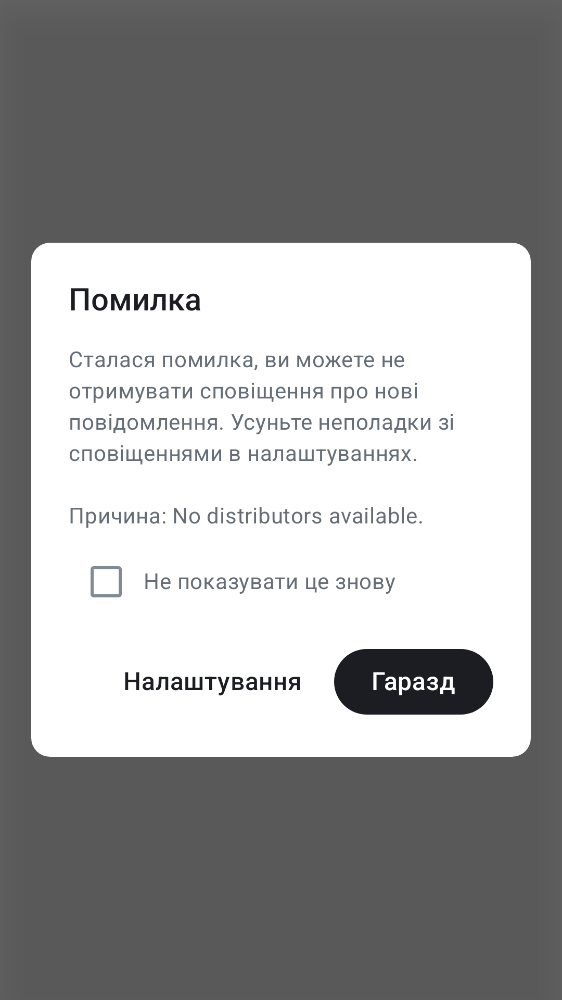 Помилка
Сталася помилка, ви можете не
отримувати сповіщення про нові
повідомлення. Усуньте неполадки зі
сповіщеннями в налаштуваннях.
Причина: No distributors available.
Не показувати це знову
Налаштування
Гаразд